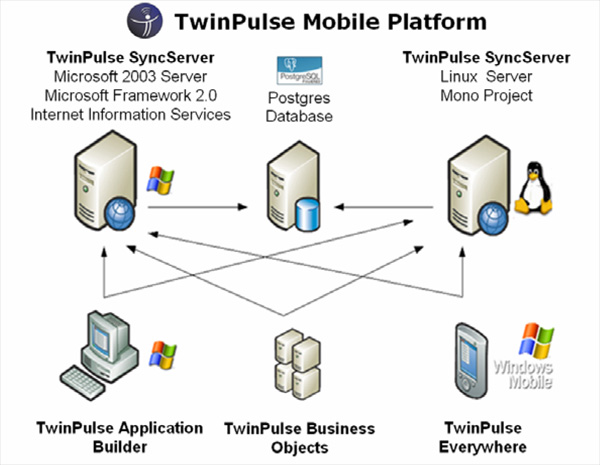 TwinPulse Mobile Platform
TwinPulse SyncServer
Microsoft 2003 Server
Microsoft Framework 2.0
Internet Information Services
PostgreSQL
Postgres
Database
TwinPulse SyncServer
Linux Server
Mono Project
Windows
Mobile
TwinPulse Application
Builder
TwinPulse Business
Objects
TwinPulse
Everywhere